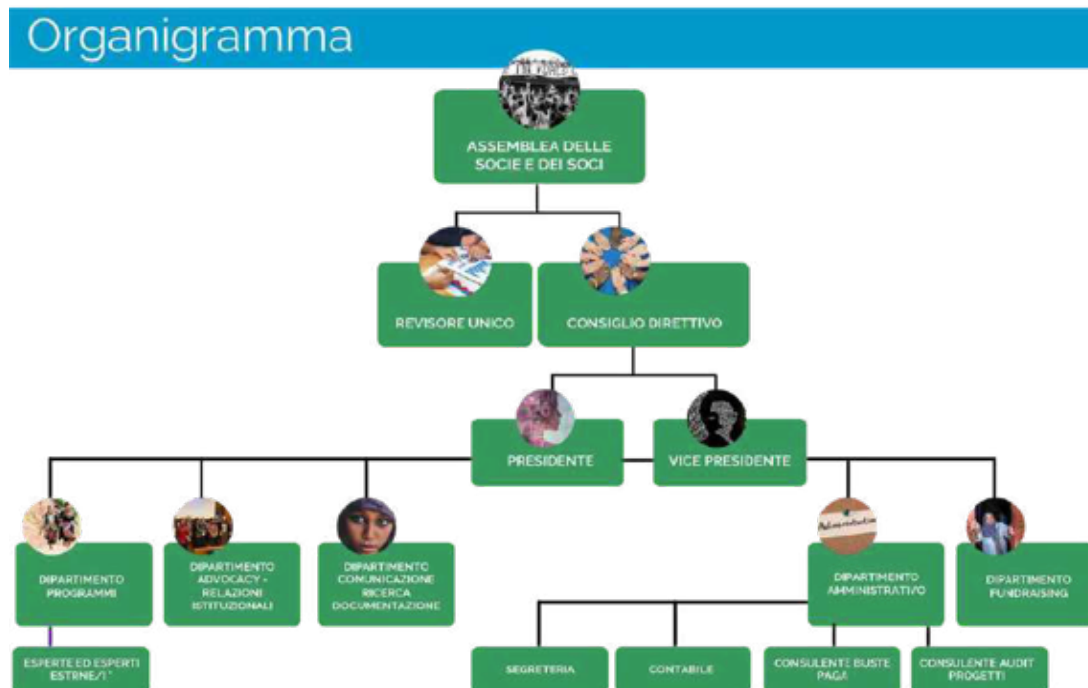 Organigramma
ASSEMBLEA DELLE
SOCIE E DEI SOCI
REVISORE UNICO
CONSIGLIO DIRETTIVO
PRESIDENTE
VICE PRESIDENTE
DIPARTIMENTO
PROGRAMMI
DIPARTIMENTO
ADVOCACY -
RELAZIONI
ISTITUZIONALI
DIPARTIMENTO
COMUNICAZIONE
RICERCA
DOCUMENTAZIONE
DIPARTIMENTO
AMMINISTRATIVO
DIPARTIMENTO
FUNDRAISING
ESPERTE ED ESPERTI
ESTRNE/I *
SEGRETERIA
CONTABILE
CONSULENTE BUSTE
PAGA
CONSULENTE AUDIT
PROGETTI